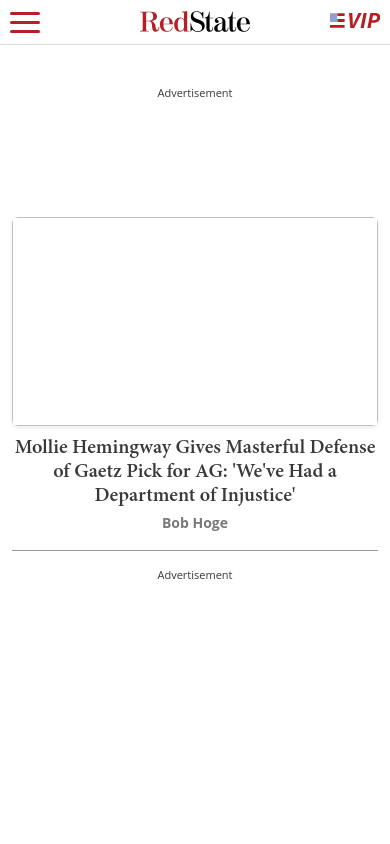 RedState
VIP
Advertisement
Mollie Hemingway Gives Masterful Defense
of Gaetz Pick for AG: 'We've Had a
Department of Injustice'
Bob Hoge
Advertisement